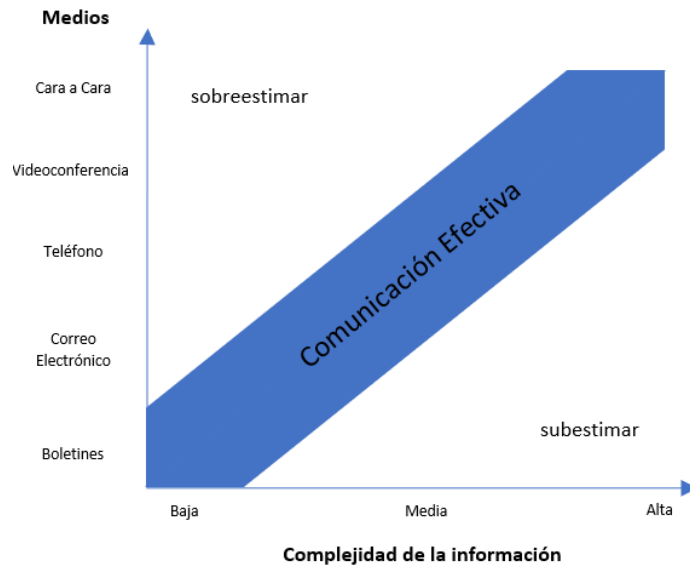 Medios
Cara a Cara
sobreestimar
Videoconferencia
Teléfono
Comunicación Efectiva
Correo
Electrónico
subestimar
Boletines
Baja
Media
Alta
Complejidad de la información